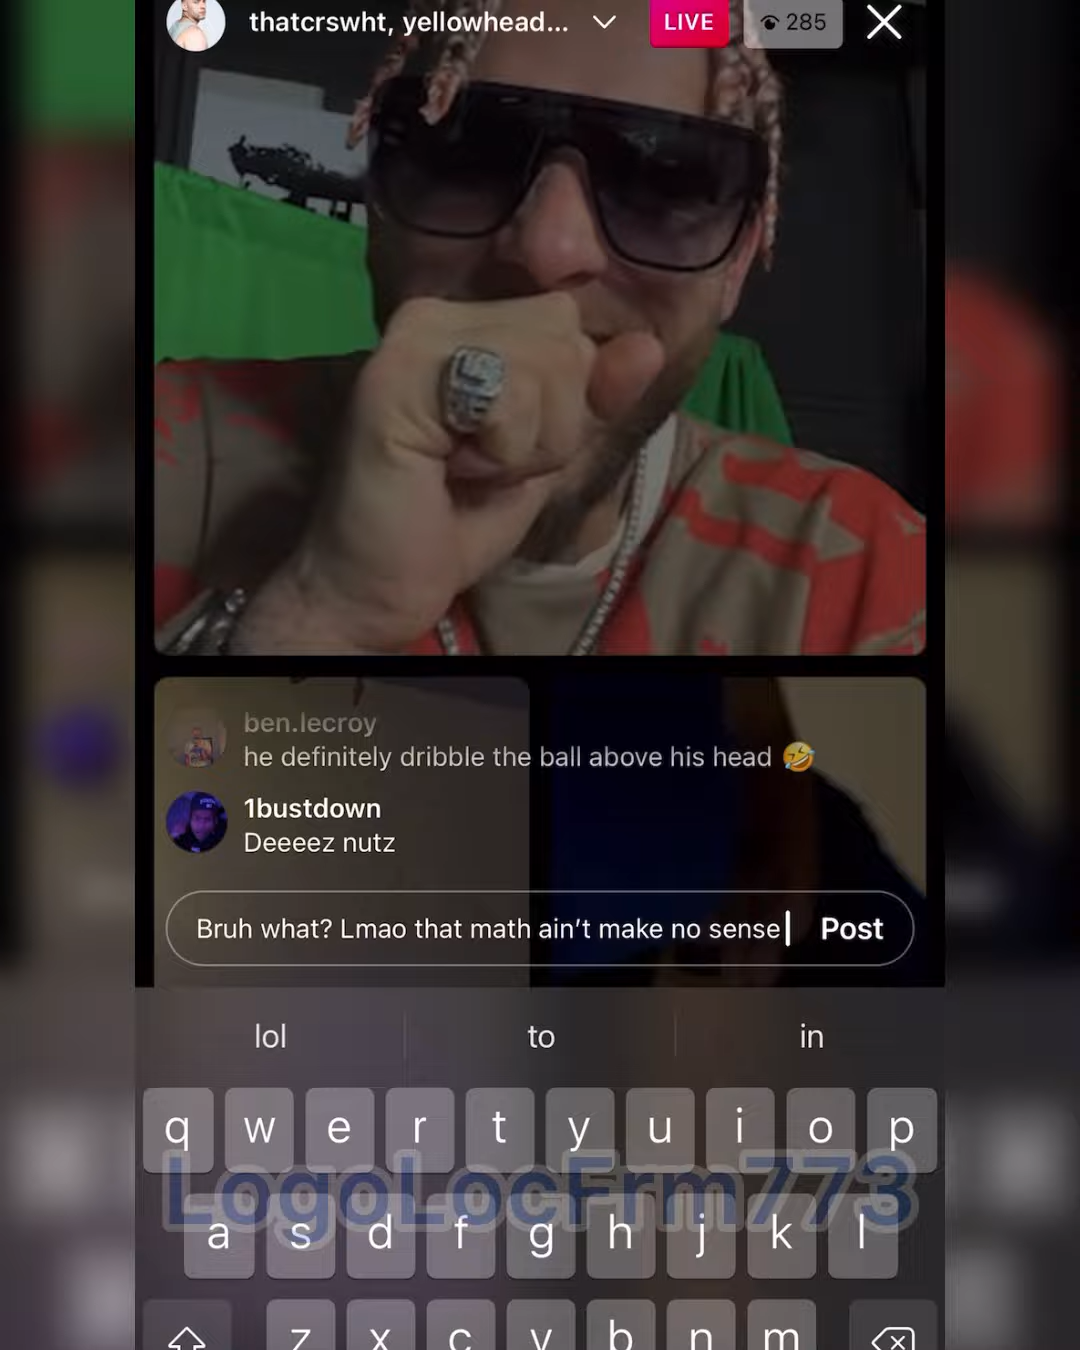 thatcrswht, yellowhead... LIVE 285
ben.lecroy
he definitely dribble the ball above his head 🤣
1bustdown
Deeeez nutz
Bruh what? Lmao that math ain’t make no sense Post
lol to in
q w e r t y u i o p
LogoLocFrm773
a s d f g h j k l
z x c v b n m